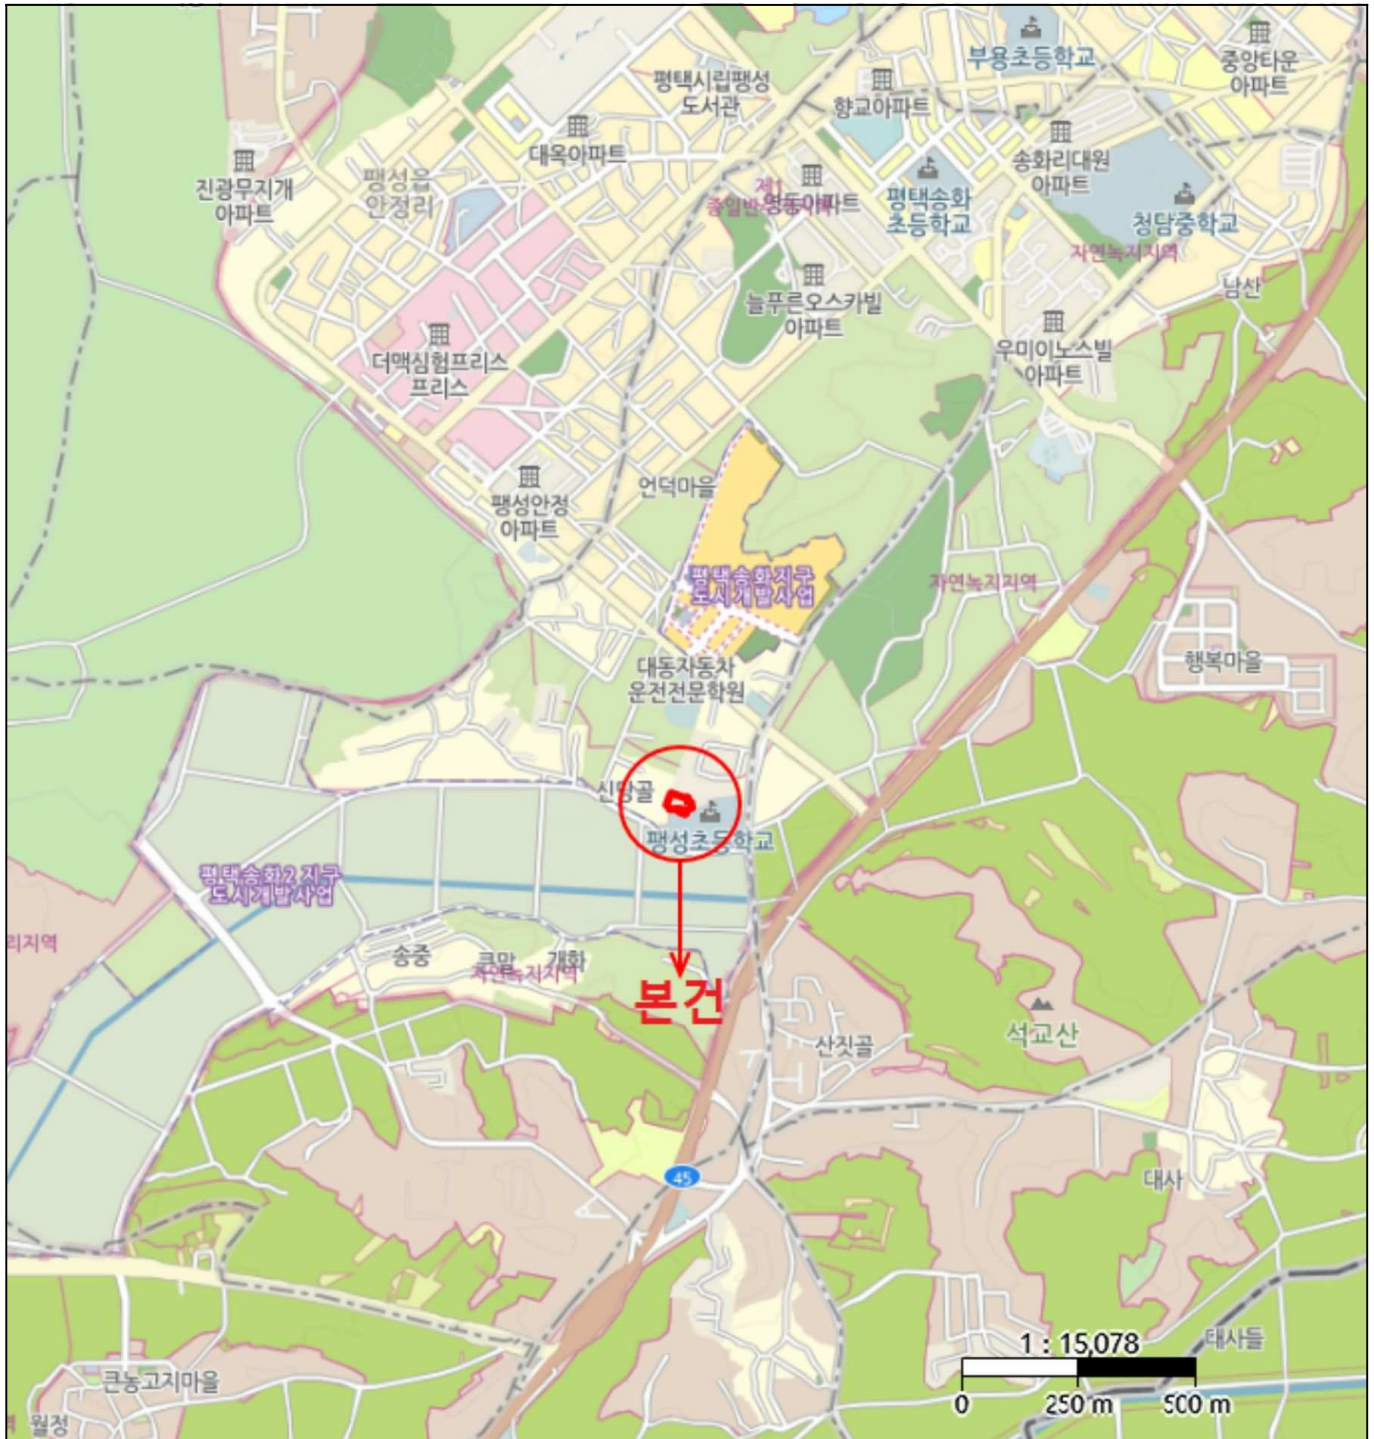 부용초등학교
중앙타운
아파트
평택시립팽성
도서관
향교아파트
대옥아파트
송화리대원
아파트
진광무지개
아파트
팽성읍
안정리
제1
영동아파트
평택송화
초등학교
청담중학교
자연녹지지역
남산
늘푸른오스카빌
아파트
더맥심험프리스
프리스
우미이노스빌
아파트
팽성안정
아파트
언덕마을
평택송화지구
도시개발사업
자연녹지지역
행복마을
대동자동차
운전전문학원
신당골
팽성초등학교
평택송화2 지구
도시개발사업
리지역
송중
큰말
개화
자연녹지지역
본건
석교산
산짓골
45
대사
1 : 15,078
대사들
0
250 m
500 m
큰농고지마을
월정